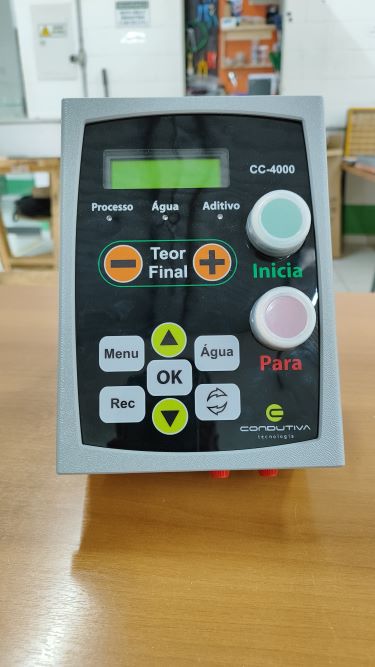 CC-4000
Processo Água Aditivo
Teor
Final
Inicia
Menu
Água
OK
Para
Rec
CONDUTIVA
tecnologia